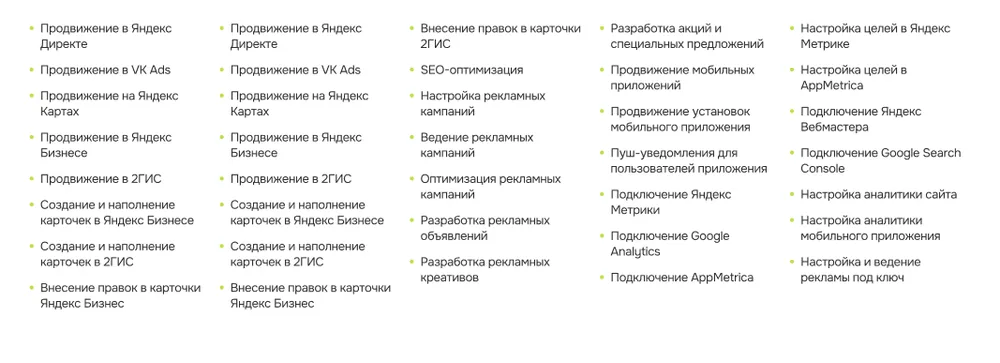 Продвижение в Яндекс
Директе
Продвижение в VK Ads
Продвижение на Яндекс
Картах
Продвижение в Яндекс
Бизнесе
Продвижение в 2ГИС
Создание и наполнение
карточек в Яндекс Бизнесе
Создание и наполнение
карточек в 2ГИС
Внесение правок в карточки
Яндекс Бизнес
Продвижение в Яндекс
Директе
Продвижение в VK Ads
Продвижение на Яндекс
Картах
Продвижение в Яндекс
Бизнесе
Продвижение в 2ГИС
Создание и наполнение
карточек в Яндекс Бизнесе
Создание и наполнение
карточек в 2ГИС
Внесение правок в карточки
Яндекс Бизнес
Внесение правок в карточки
2ГИС
SEO-оптимизация
Настройка рекламных
кампаний
Ведение рекламных
кампаний
Оптимизация рекламных
кампаний
Разработка рекламных
объявлений
Разработка рекламных
креативов
Разработка акций и
специальных предложений
Продвижение мобильных
приложений
Продвижение установок
мобильного приложения
Пуш-уведомления для
пользователей приложения
Подключение Яндекс
Метрики
Подключение Google
Analytics
Подключение AppMetrica
Настройка целей в Яндекс
Метрике
Настройка целей в
AppMetrica
Подключение Яндекс
Вебмастера
Подключение Google Search
Console
Настройка аналитики сайта
Настройка аналитики
мобильного приложения
Настройка и ведение
рекламы под ключ